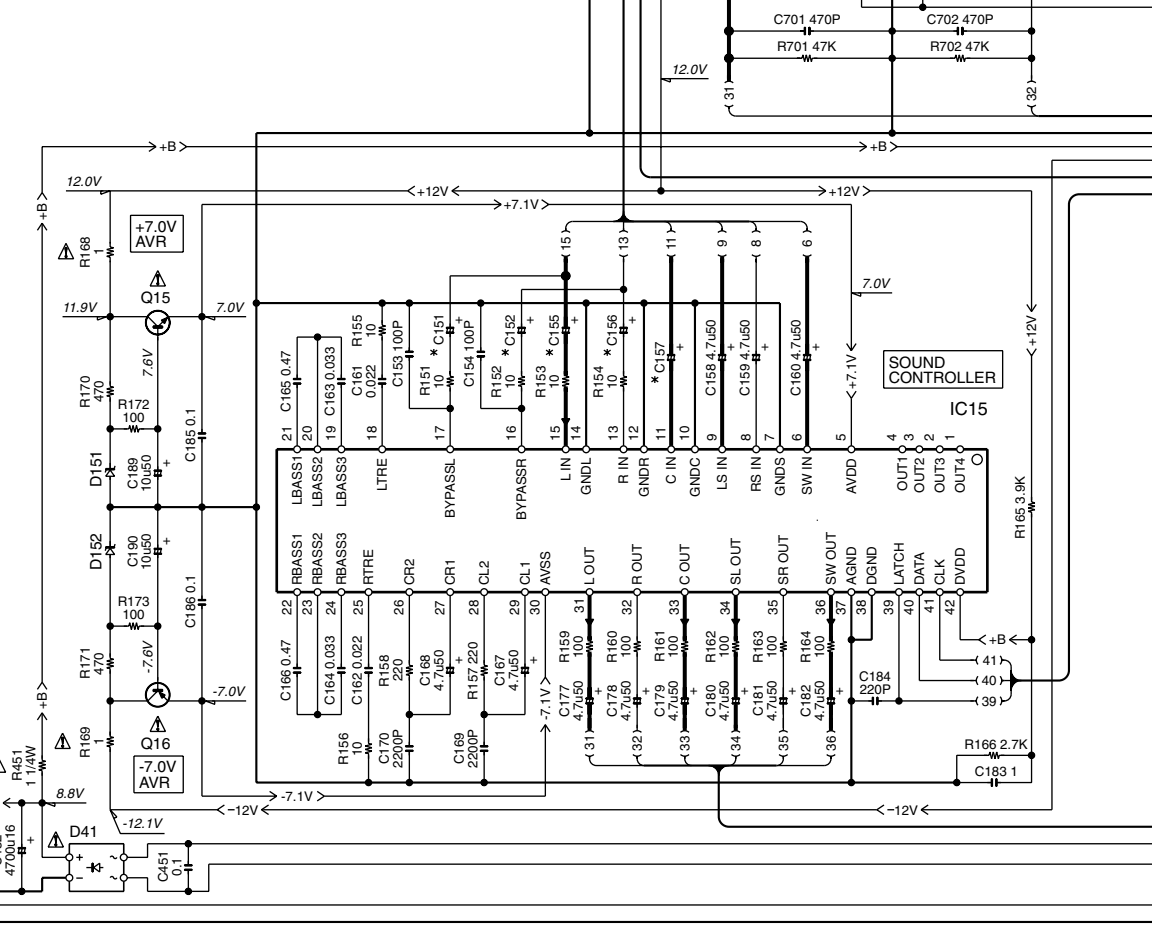 C701 470P
C702 470P
R701 47K
R702 47K
12.0V
31
32
+B
+B
12.0V
+12V
+12V
+7.1V
+B
+7.0V
AVR
R168
1
15
13
11
9
8
6
Q15
11.9V
7.0V
7.0V
7.6V
+12V
R155
10
C153 100P
* C151
+
C154 100P
* C152
+
* C155
+
* C156
+
* C157
+
C158 4.7u50
+
C159 4.7u50
+
C160 4.7u50
+
+7.1V
SOUND
CONTROLLER
C165 0.47
C163 0.033
C161
0.022
R151
10
R152
10
R153
10
R154
10
IC15
R170
470
R172
100
C185 0.1
21
20
19
18
17
16
15
14
13
12
11
10
9
8
7
6
5
4
3
2
1
D151
C189
10u50
+
LBASS1
LBASS2
LBASS3
LTRE
BYPASSL
BYPASSR
L IN
GNDL
R IN
GNDR
C IN
GNDC
LS IN
RS IN
GNDS
SW IN
AVDD
OUT1
OUT2
OUT3
OUT4
R165 3.9K
D152
C190
10u50
+
RBASS1
RBASS2
RBASS3
RTRE
CR2
CR1
CL2
CL1
AVSS
L OUT
R OUT
C OUT
SL OUT
SR OUT
SW OUT
AGND
DGND
LATCH
DATA
CLK
DVDD
R173
100
C186 0.1
22
23
24
25
26
27
28
29
30
31
32
33
34
35
36
37
38
39
40
41
42
-7.6V
R171
470
C166 0.47
C164 0.033
C162 0.022
R158
220
C168
4.7u50
+
R157 220
C167
4.7u50
+
R159
100
R160
100
R161
100
R162
100
R163
100
R164
100
+B
41
40
39
C184
220P
-7.0V
+B
-7.1V
C177
4.7u50
+
C178
4.7u50
+
C179
4.7u50
+
C180
4.7u50
+
C181
4.7u50
+
C182
4.7u50
+
R169
1
Q16
R156
10
C170
2200P
C169
2200P
31
32
33
34
35
36
R166 2.7K
C183 1
R451
1 1/4W
-7.0V
AVR
8.8V
-7.1V
−12V
−12V
-12.1V
D41
4700u16
+
+
−
~
~
C451
0.1